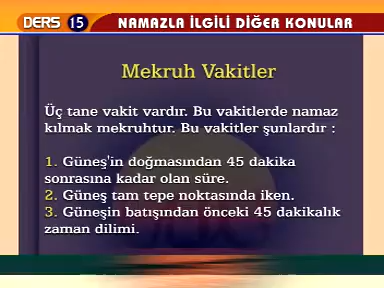 DERS 15 NAMAZLA İLGİLİ DİĞER KONULAR
Mekruh Vakitler
Üç tane vakit vardır. Bu vakitlerde namaz
kılmak mekruhtur. Bu vakitler şunlardır :
1. Güneş'in doğmasından 45 dakika
sonrasına kadar olan süre.
2. Güneş tam tepe noktasında iken.
3. Güneşin batışından önceki 45 dakikalık
zaman dilimi.